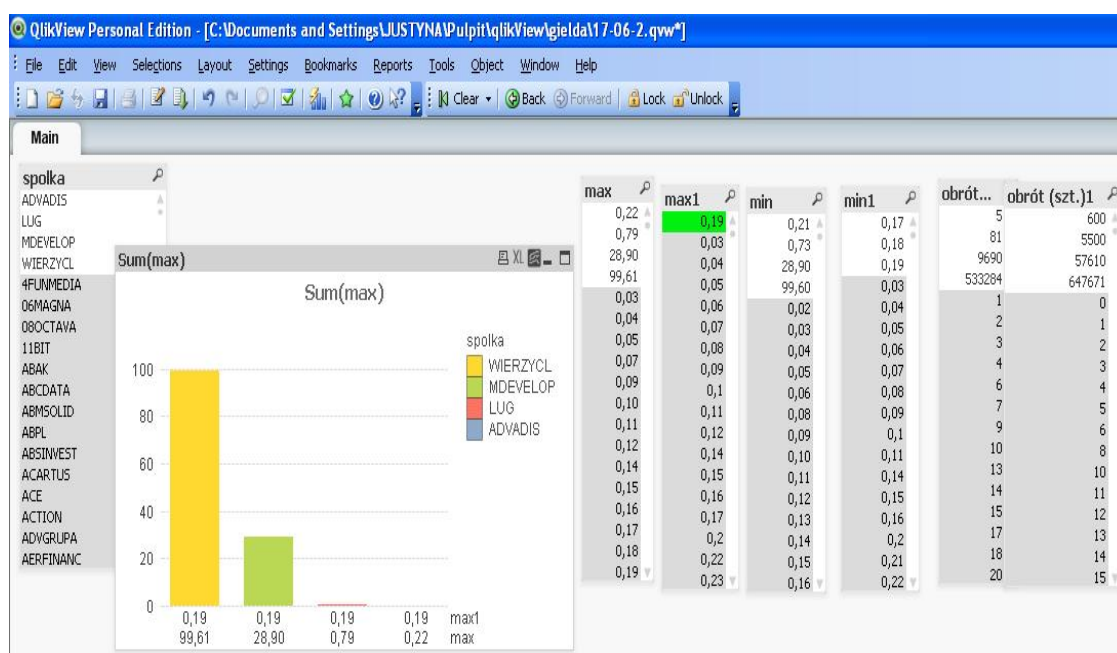 QlikView Personal Edition - [C:\Documents and Settings\JUSTYNA\Pulpit\qlikView\gielda\17-06-2.qvw*]
File Edit View Selections Layout Settings Bookmarks Reports Tools Object Window Help
Clear Back Forward Lock Unlock
Main
spolka
ADVADIS
LUG
MDEVELOP
WIERZYCL
4FUNMEDIA
06MAGNA
08OCTAVA
11BIT
ABAK
ABCDATA
ABMSOLID
ABPL
ABSINVEST
ACARTUS
ACE
ACTION
ADVGRUPA
AERFINANC
Sum(max)
XL
Sum(max)
spolka
WIERZYCL
MDEVELOP
LUG
ADVADIS
100
80
60
40
20
0
0,19 0,19 0,19 0,19 max1
99,61 28,90 0,79 0,22 max
max
0,22
0,79
28,90
99,61
0,03
0,04
0,05
0,07
0,09
0,10
0,11
0,12
0,14
0,15
0,16
0,17
0,18
0,19
max1
0,19
0,03
0,04
0,05
0,06
0,07
0,08
0,09
0,1
0,11
0,12
0,14
0,15
0,16
0,17
0,2
0,22
0,23
min
0,21
0,73
28,90
99,60
0,02
0,03
0,04
0,05
0,06
0,08
0,09
0,10
0,11
0,12
0,13
0,14
0,15
0,16
min1
0,17
0,18
0,19
0,03
0,04
0,05
0,06
0,07
0,08
0,09
0,1
0,11
0,14
0,15
0,16
0,2
0,21
0,22
obrót...
5
81
9690
533284
1
2
3
4
6
7
9
10
13
14
15
17
18
20
obrót (szt.)1
600
5500
57610
647671
0
1
2
3
4
5
6
8
10
11
12
13
14
15